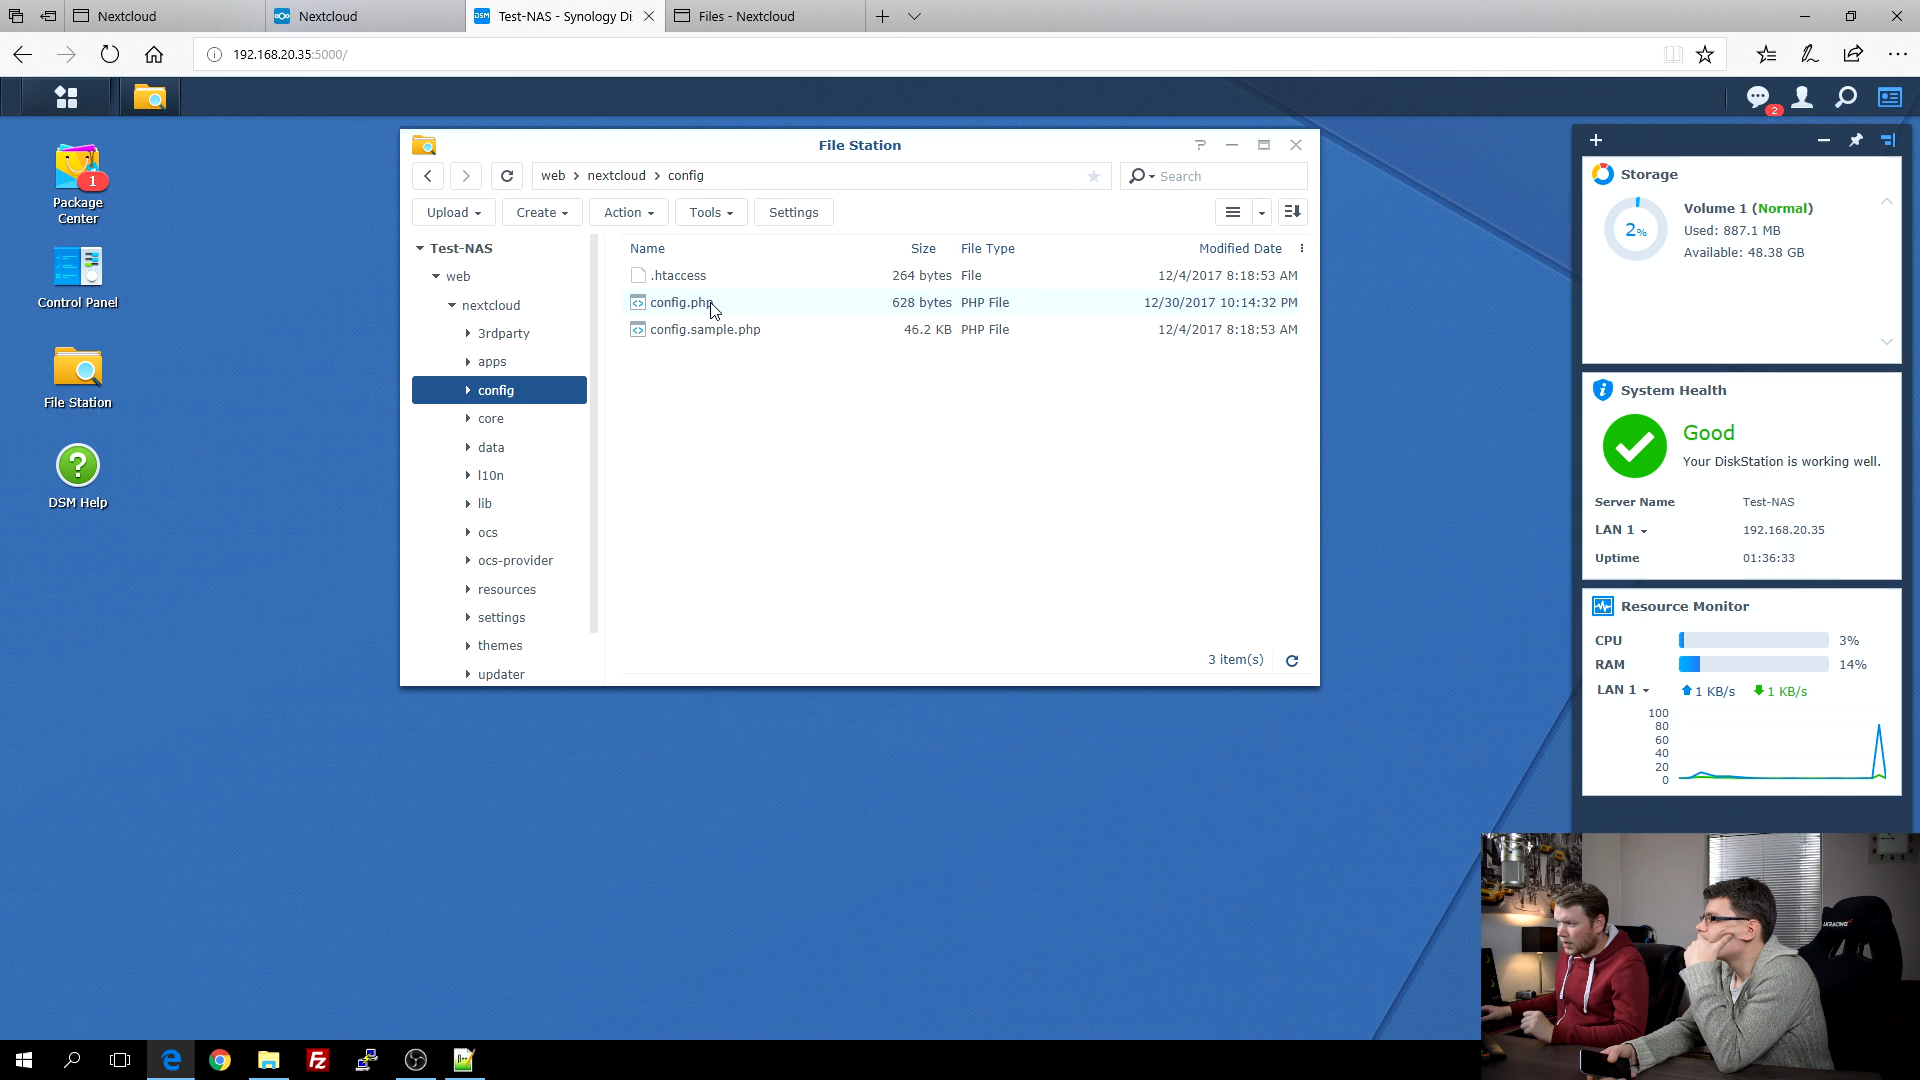 Nextcloud
Nextcloud
Test-NAS - Synology Di
Files - Nextcloud
192.168.20.35:5000/
2
1
Package
Center
Control Panel
File Station
DSM Help
File Station
web
nextcloud
config
Search
Upload
Create
Action
Tools
Settings
Test-NAS
web
nextcloud
3rdparty
apps
config
core
data
l10n
lib
ocs
ocs-provider
resources
settings
themes
updater
Name Size File Type Modified Date
.htaccess 264 bytes File 12/4/2017 8:18:53 AM
config.php 628 bytes PHP File 12/30/2017 10:14:32 PM
config.sample.php 46.2 KB PHP File 12/4/2017 8:18:53 AM
3 item(s)
Storage
2%
Volume 1 (Normal)
Used: 887.1 MB
Available: 48.38 GB
System Health
Good
Your DiskStation is working well.
Server Name Test-NAS
LAN 1 192.168.20.35
Uptime 01:36:33
Resource Monitor
CPU 3%
RAM 14%
LAN 1 1 KB/s 1 KB/s
100
80
60
40
20
0